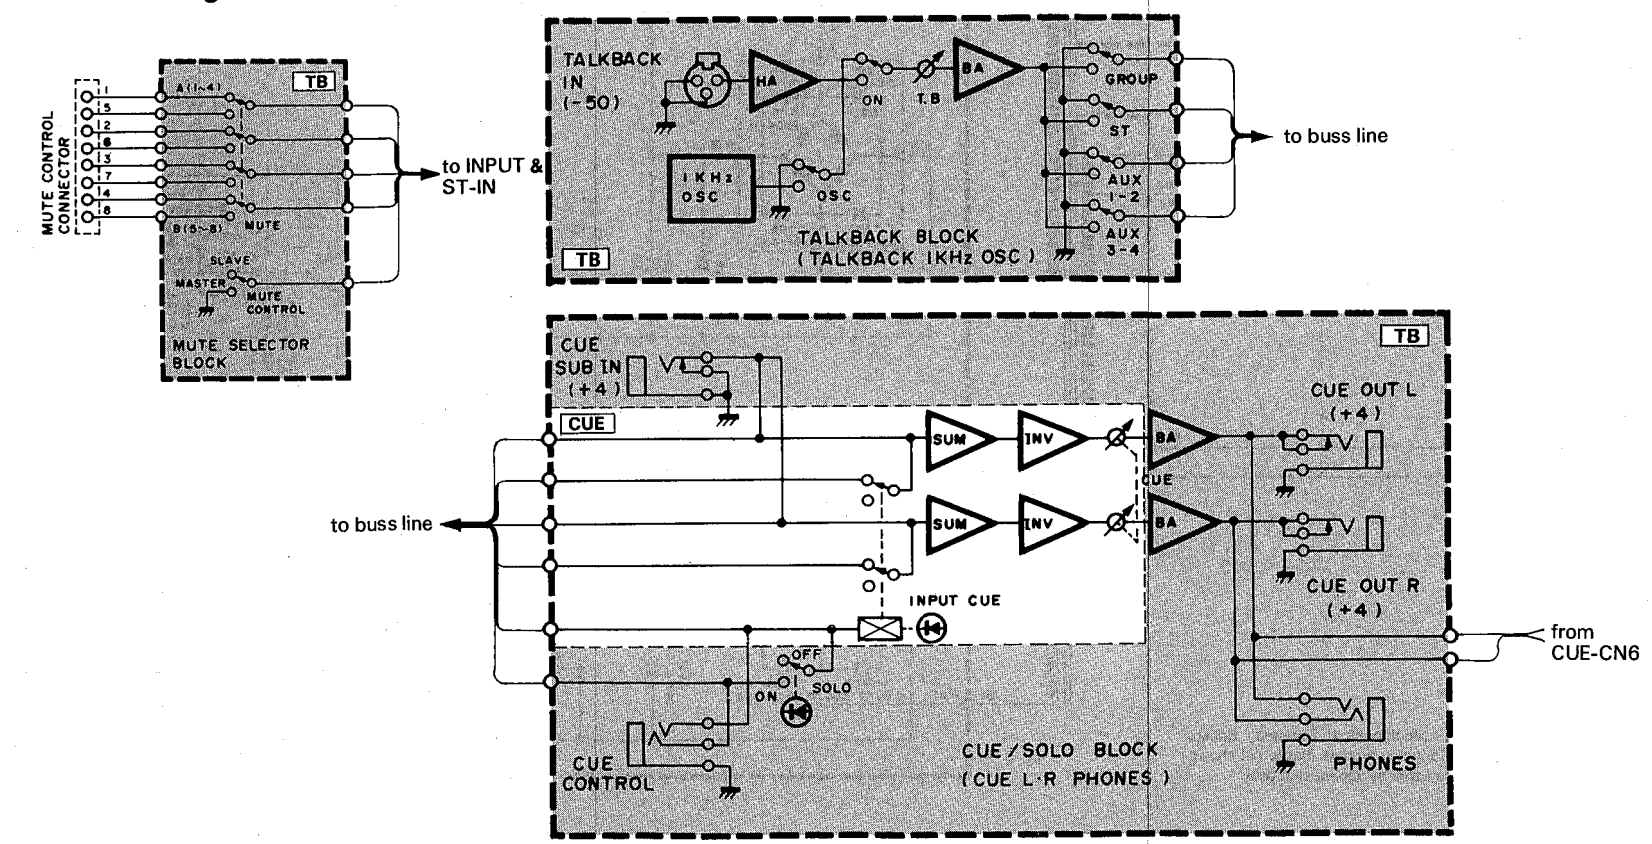 MUTE CONTROL
CONNECTOR
1
5
2
6
3
7
4
8
TB
A(1~4)
B(5~8)
MUTE
SLAVE
MASTER
MUTE
CONTROL
MUTE SELECTOR
BLOCK
to INPUT &
ST-IN
TALKBACK
IN
(-50)
HA
ON
T.B
BA
GROUP
ST
AUX
1-2
AUX
3-4
1KHz
OSC
OSC
TALKBACK BLOCK
(TALKBACK 1KHz OSC)
TB
to buss line
TB
CUE
SUB IN
(+4)
CUE
SUM
INV
BA
CUE
SUM
INV
BA
CUE OUT L
(+4)
CUE OUT R
(+4)
to buss line
INPUT CUE
OFF
ON
SOLO
CUE
CONTROL
CUE/SOLO BLOCK
(CUE L·R PHONES)
PHONES
from
CUE-CN6